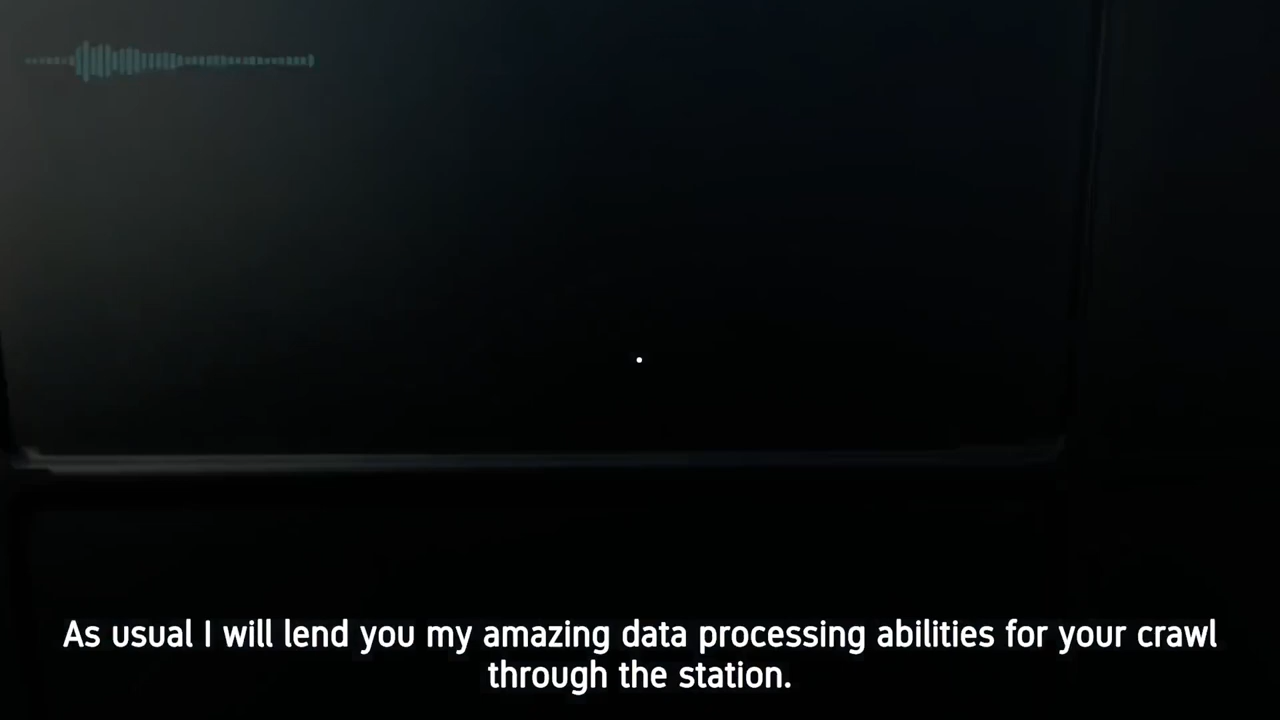 As usual I will lend you my amazing data processing abilities for your crawl
through the station.